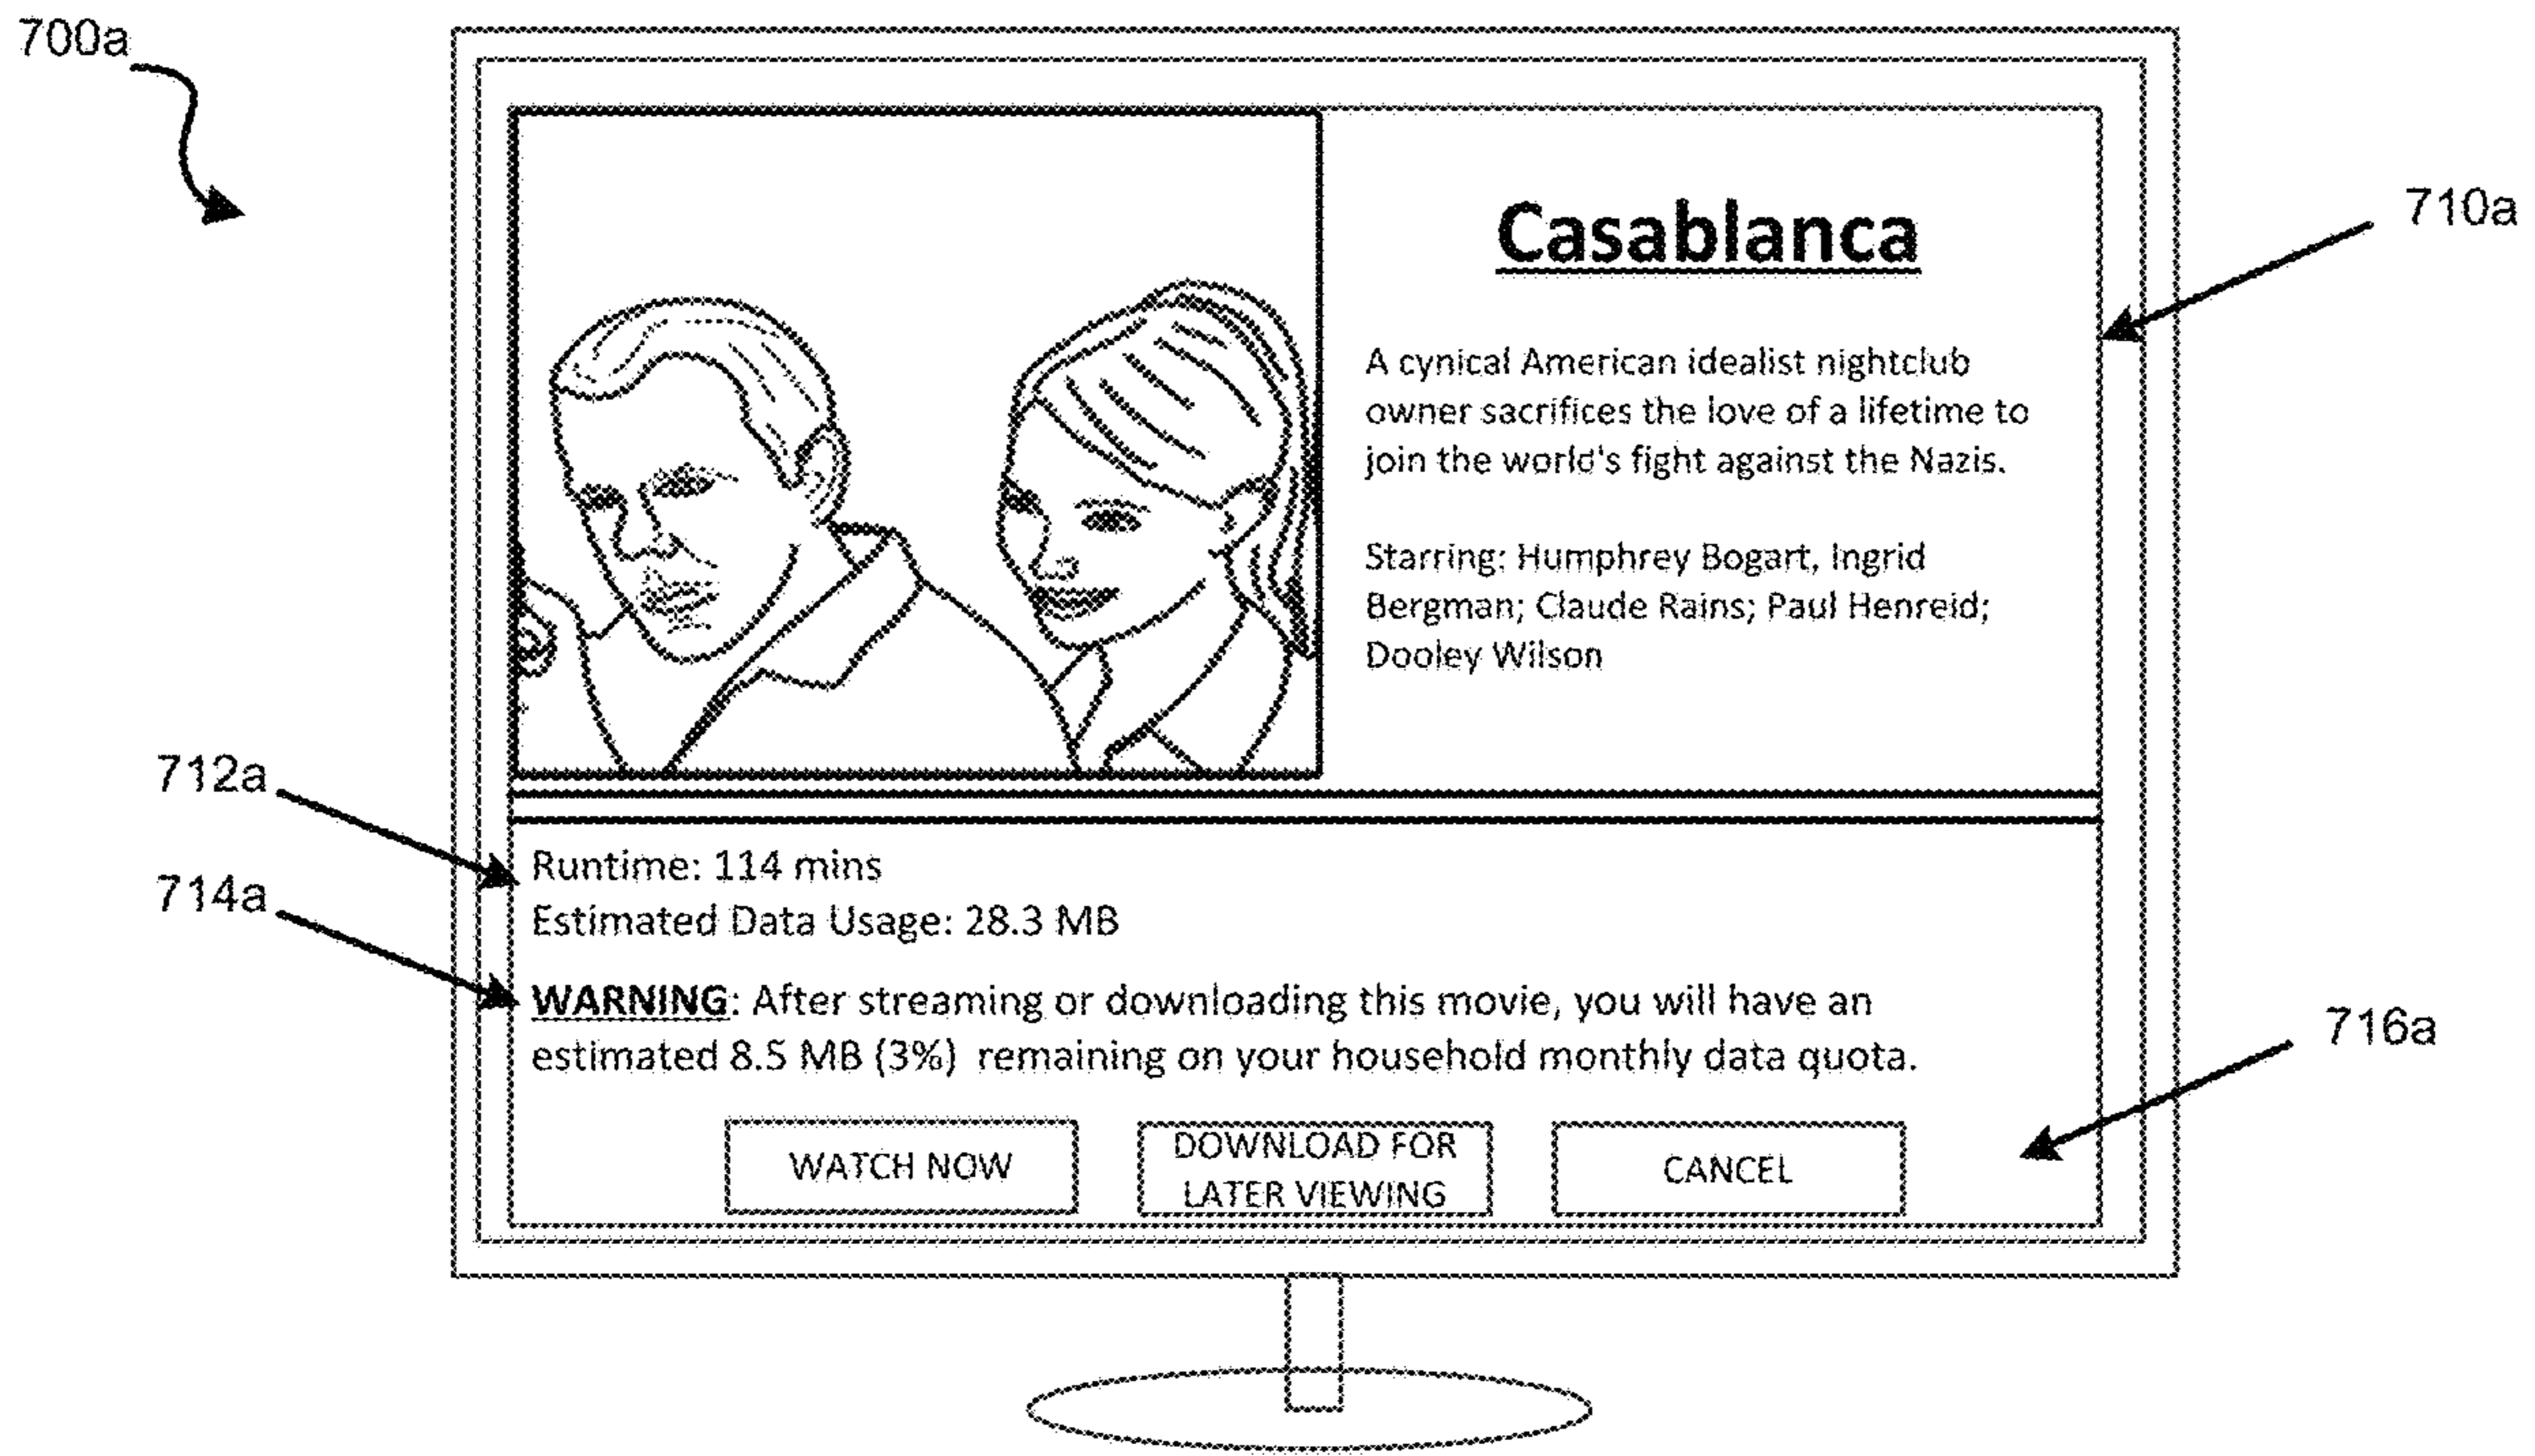 700a
710a
Casablanca
A cynical American idealist nightclub
owner sacrifices the love of a lifetime to
join the world's fight against the Nazis.
Starring: Humphrey Bogart, Ingrid
Bergman; Claude Rains; Paul Henreid;
Dooley Wilson
712a
Runtime: 114 mins
714a
Estimated Data Usage: 28.3 MB
WARNING: After streaming or downloading this movie, you will have an
estimated 8.5 MB (3%) remaining on your household monthly data quota.
716a
WATCH NOW
DOWNLOAD FOR
LATER VIEWING
CANCEL